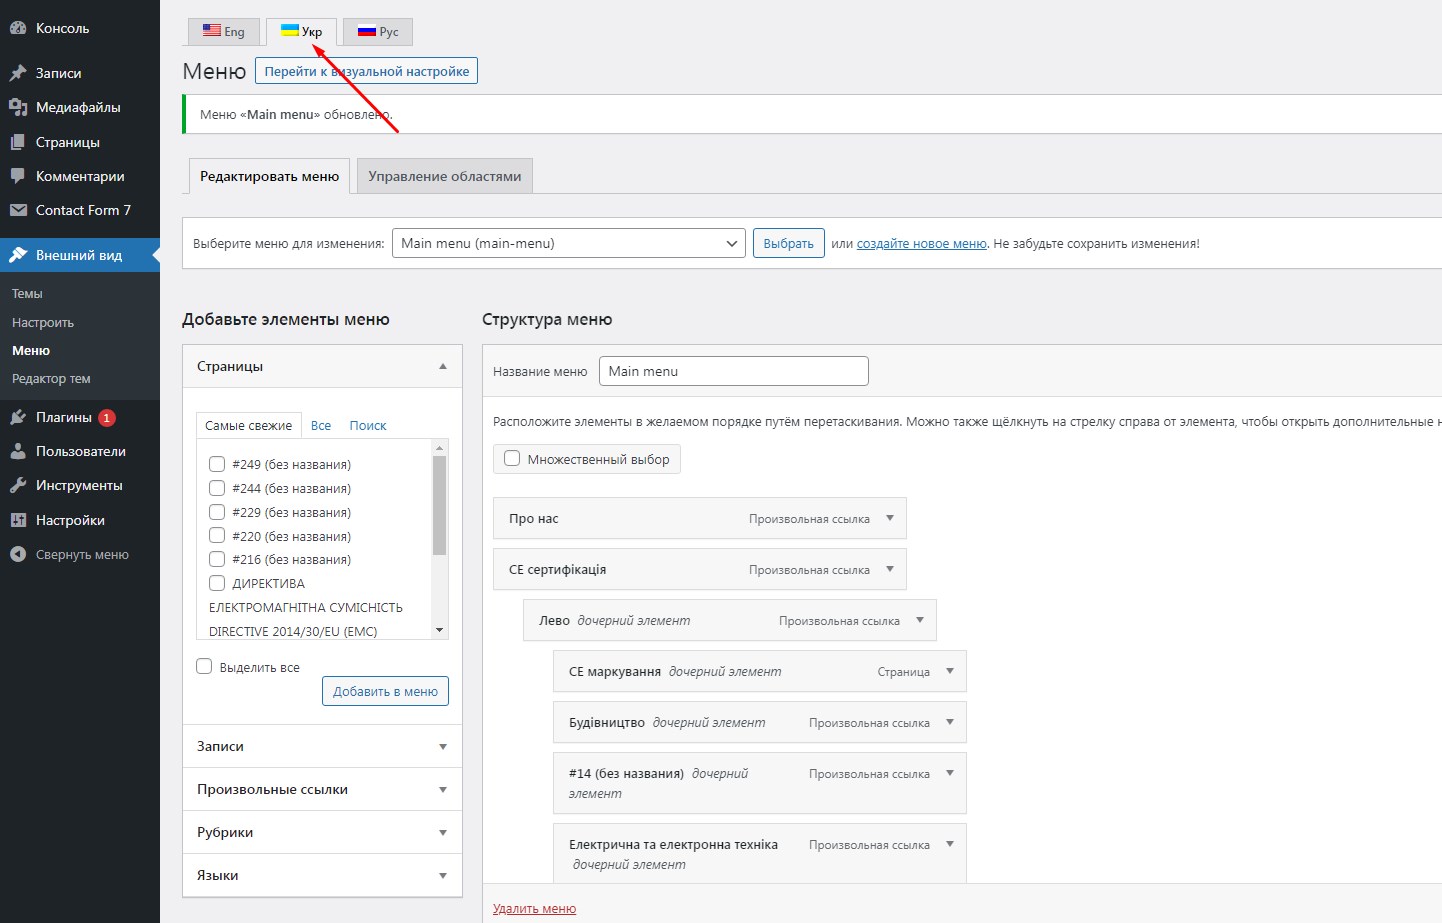 Eng
Укр
Рус
Меню
Перейти к визуальной настройке
Меню «Main menu» обновлено.
Редактировать меню
Управление областями
Выберите меню для изменения:
Main menu (main-menu)
Выбрать
или создайте новое меню. Не забудьте сохранить изменения!
Консоль
Записи
Медиафайлы
Страницы
Комментарии
Contact Form 7
Внешний вид
Темы
Настроить
Меню
Редактор тем
Плагины 1
Пользователи
Инструменты
Настройки
Свернуть меню
Добавьте элементы меню
Страницы
Самые свежие
Все
Поиск
#249 (без названия)
#244 (без названия)
#229 (без названия)
#220 (без названия)
#216 (без названия)
ДИРЕКТИВА
ЕЛЕКТРОМАГНІТНА СУМІСНІСТЬ
DIRECTIVE 2014/30/EU (EMC)
Выделить все
Добавить в меню
Записи
Произвольные ссылки
Рубрики
Языки
Структура меню
Название меню
Main menu
Расположите элементы в желаемом порядке путём перетаскивания. Можно также щёлкнуть на стрелку справа от элемента, чтобы открыть дополнительные н
Множественный выбор
Про нас
Произвольная ссылка
СЕ сертифікація
Произвольная ссылка
Лево дочерний элемент
Произвольная ссылка
СЕ маркування дочерний элемент
Страница
Будівництво дочерний элемент
Произвольная ссылка
#14 (без названия) дочерний
элемент
Произвольная ссылка
Електрична та електронна техніка
дочерний элемент
Произвольная ссылка
Удалить меню